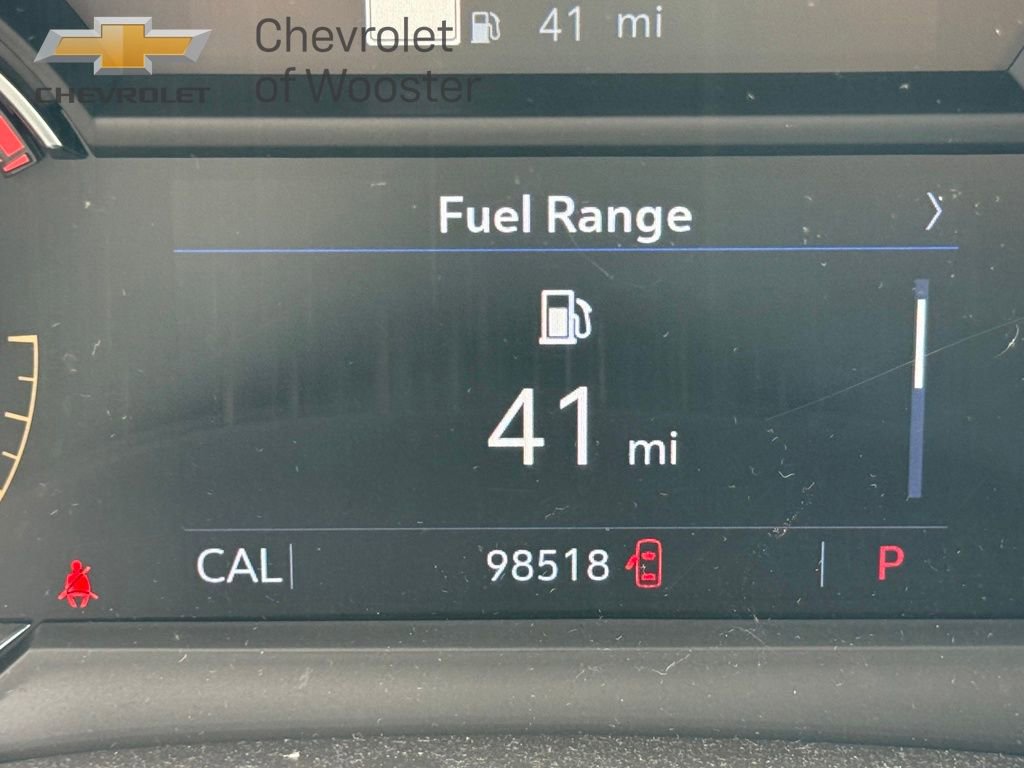 41 mi
Chevrolet
of Wooster
CHEVROLET
Fuel Range
41 mi
CAL 98518 P